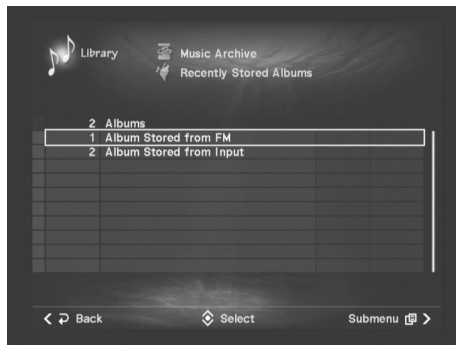 Library
Music Archive
Recently Stored Albums
2 Albums
1 Album Stored from FM
2 Album Stored from Input
Back
Select
Submenu